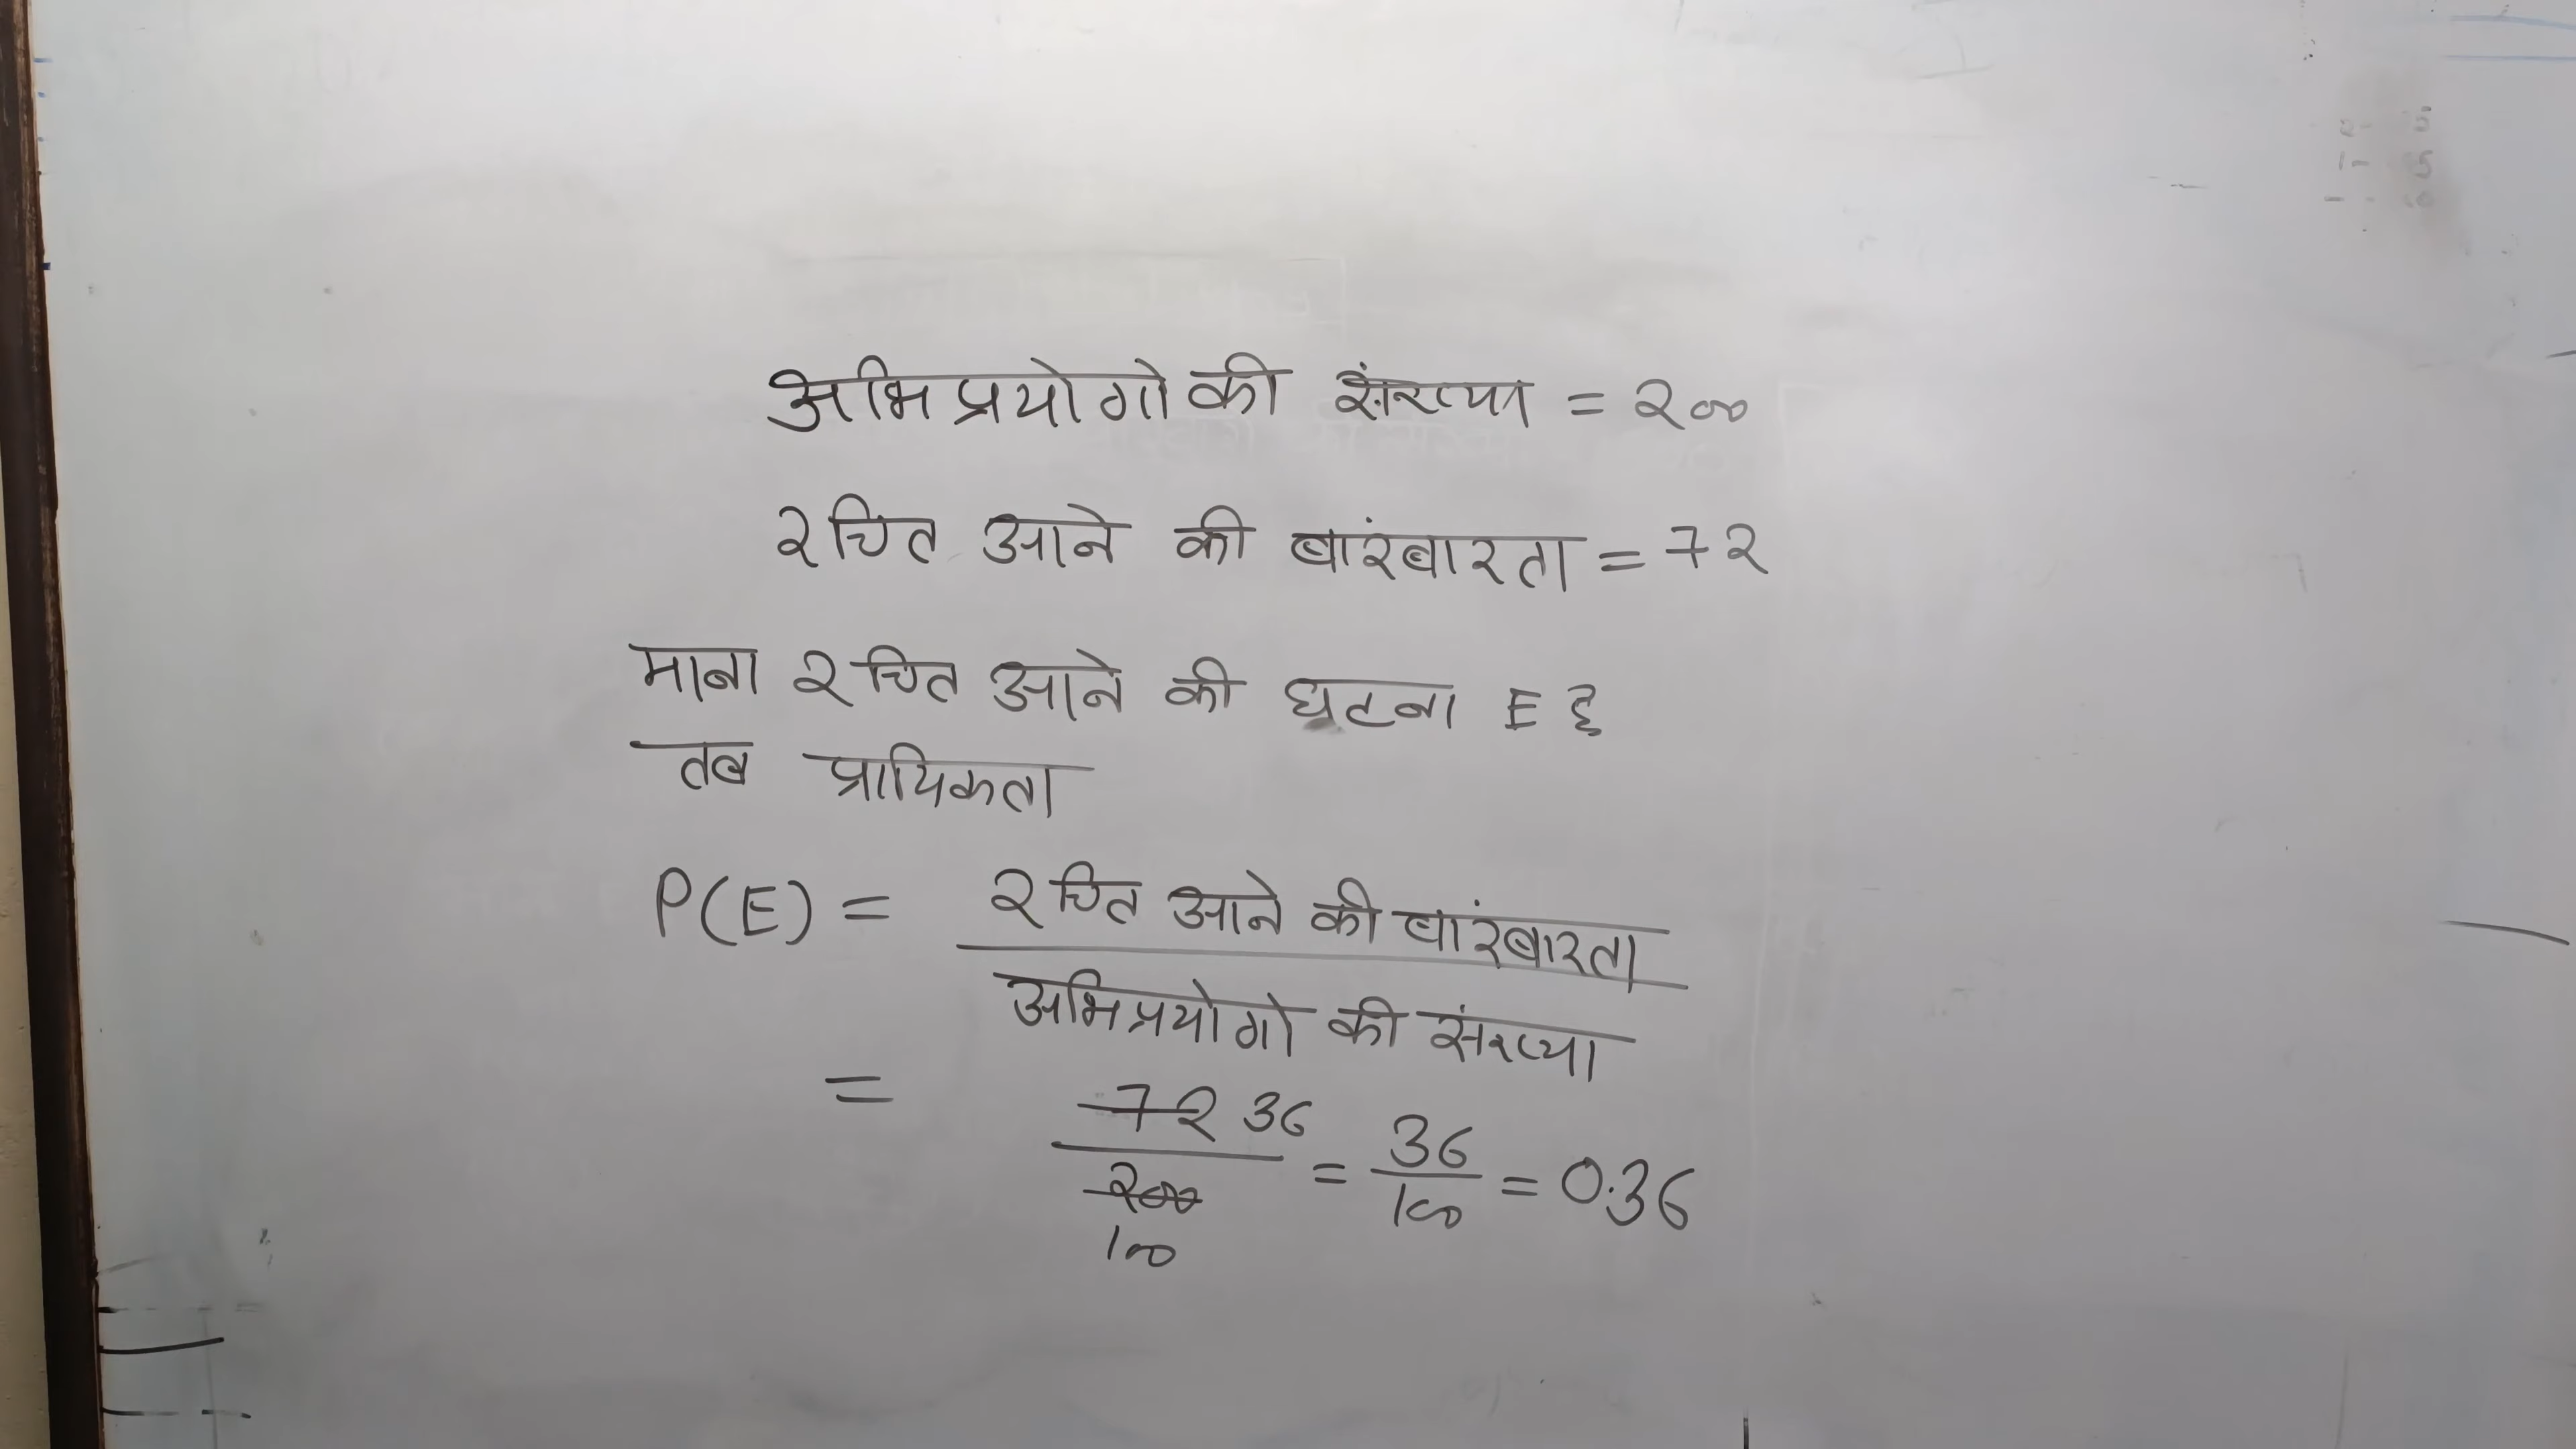 अभिप्रयोगो की संख्या = 200
2 चित आने की बारंबारता = 72
माना 2 चित आने की घटना E है
तब प्रायिकता
P(E) = 2 चित आने की बारंबारता
अभिप्रयोगो की संख्या
= 72 36
200 = 36/100 = 0.36
100